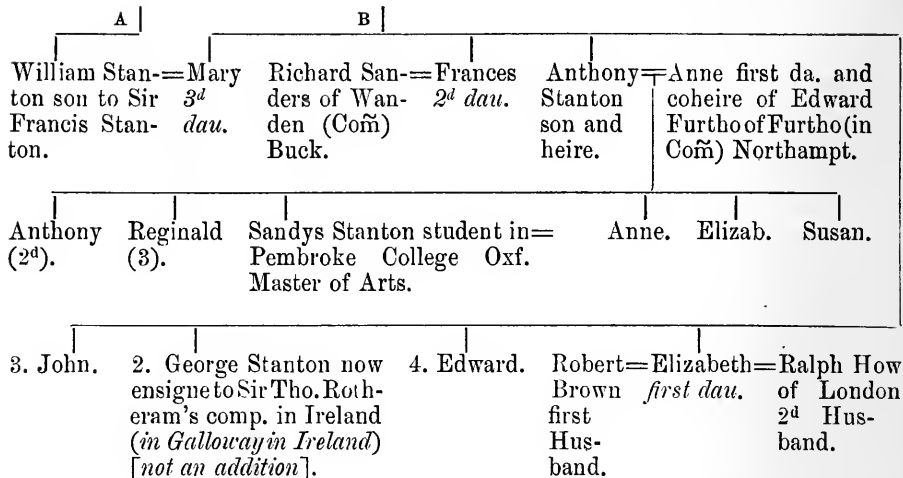 A B
William Stan-=Mary
ton son to Sir 3d
Francis Stan- dau.
ton.
Richard San-=Frances
ders of Wan- 2d dau.
den (Com̃)
Buck.
Anthony=Anne first da. and
Stanton coheire of Edward
son and Furtho of Furtho (in
heire. Com̃) Northampt.
Anthony
(2d).
Reginald
(3).
Sandys Stanton student in=
Pembroke College Oxf.
Master of Arts.
Anne. Elizab. Susan.
3. John.
2. George Stanton now
ensigne to Sir Tho. Roth-
eram's comp. in Ireland
(in Galloway in Ireland)
[not an addition].
4. Edward.
Robert=Elizabeth=Ralph How
Brown first dau. of London
first 2d Hus-
Hus- band.
band.